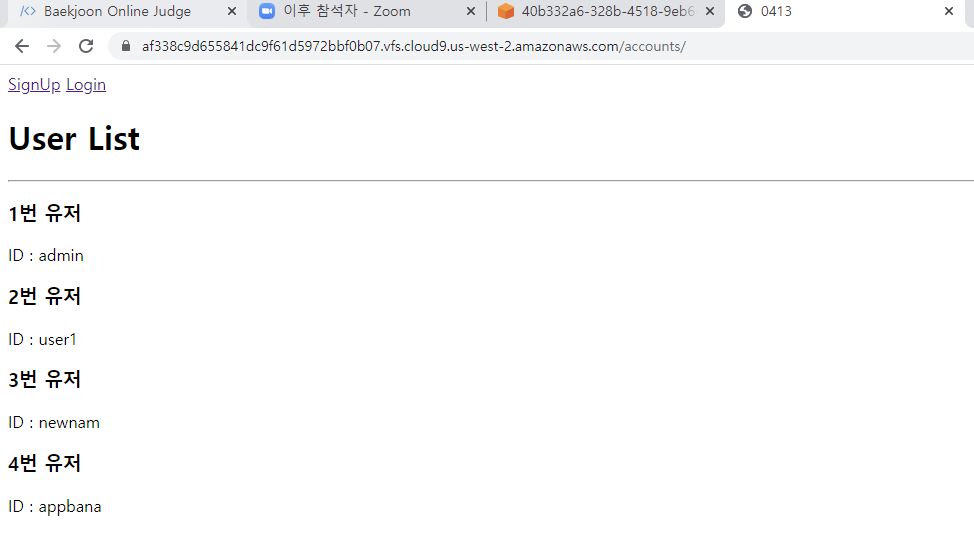 Baekjoon Online Judge
이후 참석자 - Zoom
40b332a6-328b-4518-9eb6
0413
af338c9d655841dc9f61d5972bbf0b07.vfs.cloud9.us-west-2.amazonaws.com/accounts/
SignUp Login
User List
1번 유저
ID : admin
2번 유저
ID : user1
3번 유저
ID : newnam
4번 유저
ID : appbana